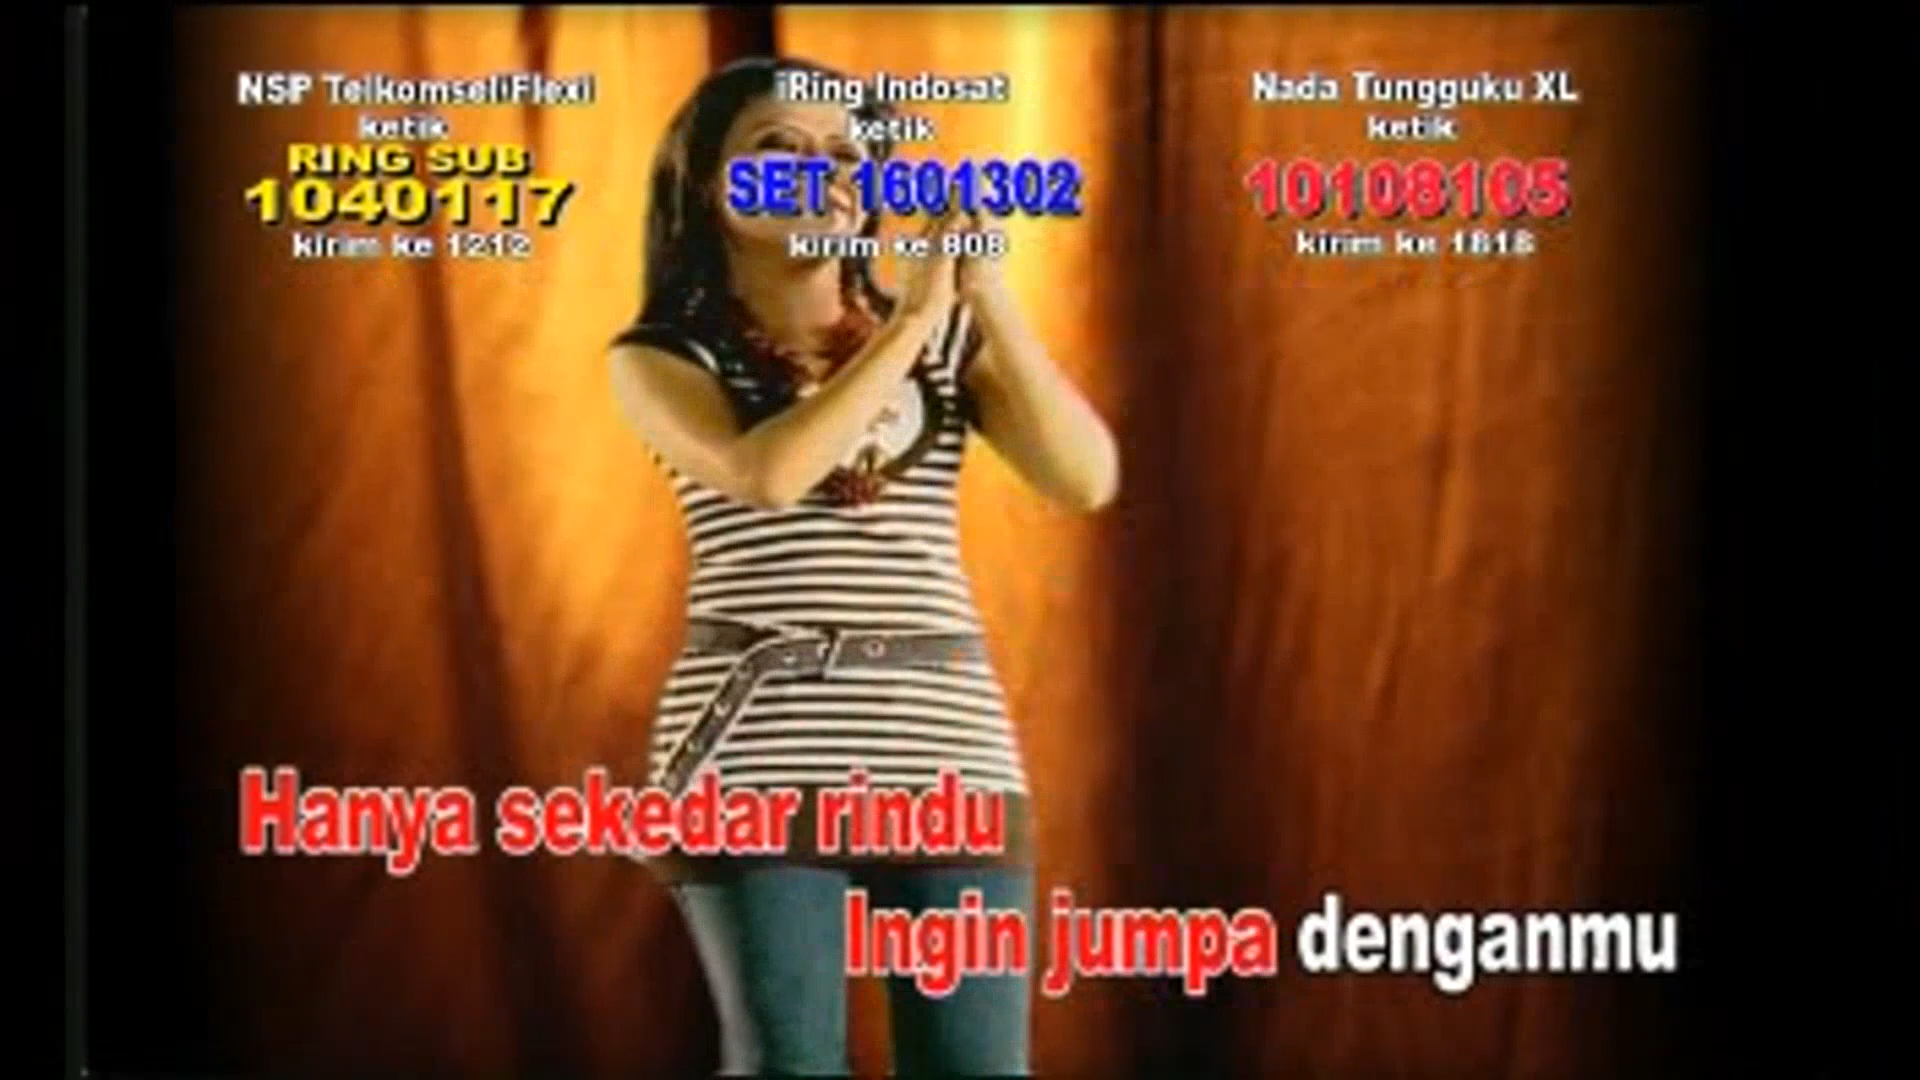 NSP Telkomsel/Flexi
ketik
RING SUB
1040117
kirim ke 1212
iRing Indosat
ketik
SET 1601302
kirim ke 808
Nada Tungguku XL
ketik
10108105
kirim ke 1818
Hanya sekedar rindu
Ingin jumpa denganmu